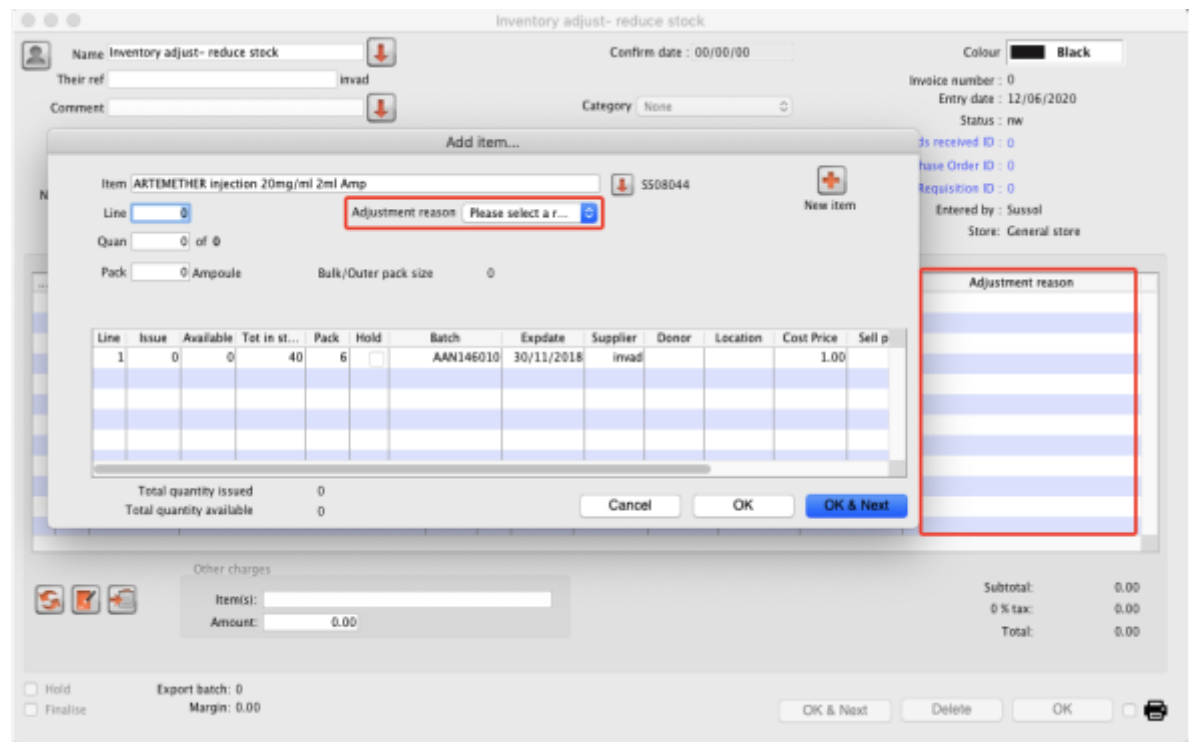 Inventory adjust- reduce stock
Name Inventory adjust- reduce stock
Confirm date : 00/00/00
Colour Black
Their ref
invad
Invoice number : 0
Comment
Category None
Entry date : 12/06/2020
Status : nw
ds received ID : 0
hase Order ID : 0
Requisition ID : 0
Entered by : Sussol
Store: General store
N
Add item...
Item ARTEMETHER injection 20mg/ml 2ml Amp
SS08044
New item
Line 0
Adjustment reason Please select a r...
Quan 0 of 0
Pack 0 Ampoule
Bulk/Outer pack size 0
Line Issue Available Tot in st... Pack Hold Batch Expdate Supplier Donor Location Cost Price Sell p
1 0 0 40 6 AAN146010 30/11/2018 invad 1.00
Total quantity issued 0
Total quantity available 0
Cancel OK OK & Next
...
Adjustment reason
Other charges
Item(s):
Amount: 0.00
Subtotal: 0.00
0 % tax: 0.00
Total: 0.00
Hold
Finalise
Export batch: 0
Margin: 0.00
OK & Next Delete OK